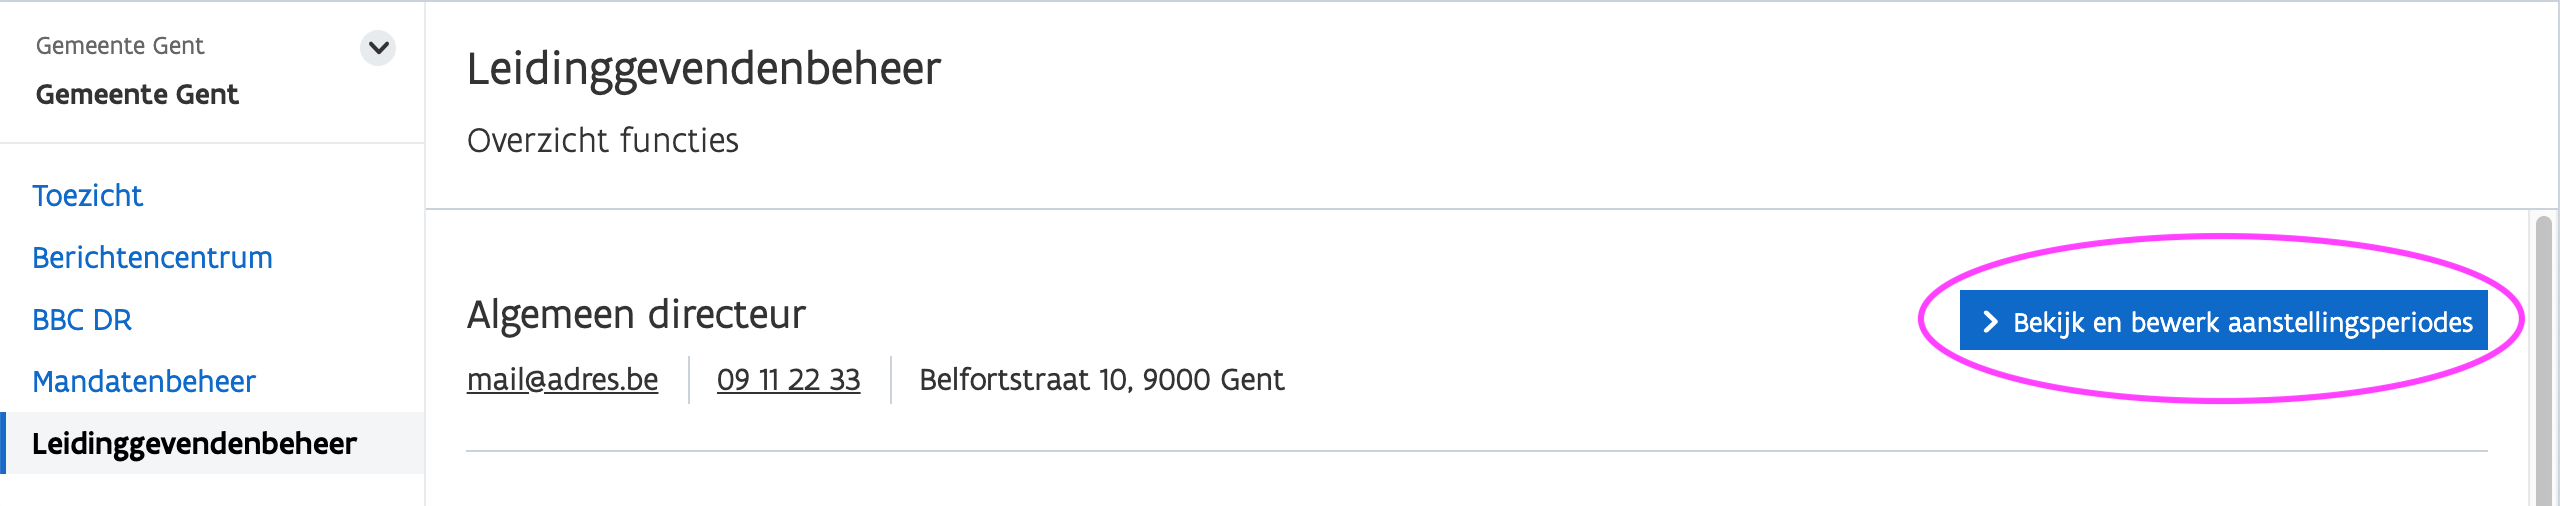 Gemeente Gent
Gemeente Gent
Toezicht
Berichtencentrum
BBC DR
Mandatenbeheer
Leidinggevendenbeheer
Leidinggevendenbeheer
Overzicht functies
Algemeen directeur
Bekijk en bewerk aanstellingsperiodes
mail@adres.be 09 11 22 33 Belfortstraat 10, 9000 Gent